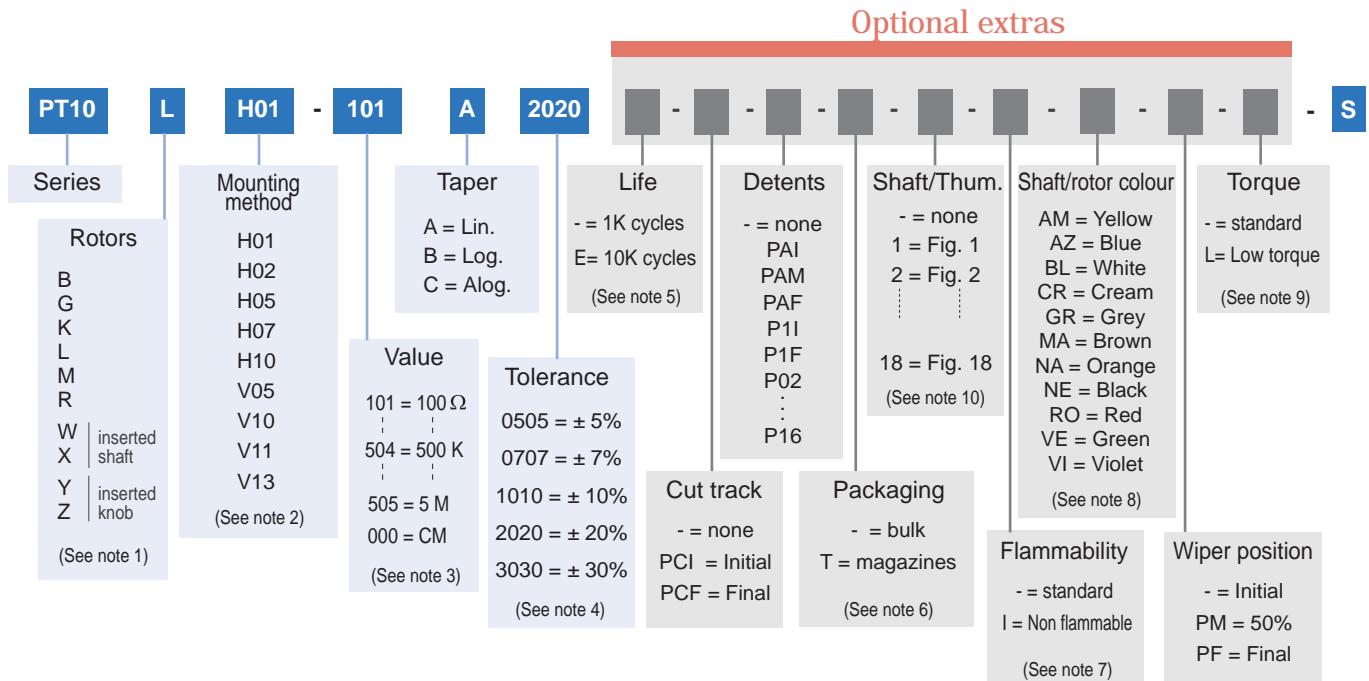 Optional extras
PT10 L H01 - 101 A 2020 - - - - - - - - - S
Series
Rotors
B
G
K
L
M
R
W
X
inserted
shaft
Y
Z
inserted
knob
(See note 1)
Mounting
method
H01
H02
H05
H07
H10
V05
V10
V11
V13
(See note 2)
Value
101 = 100 Ω
504 = 500 K
505 = 5 M
000 = CM
(See note 3)
Taper
A = Lin.
B = Log.
C = Alog.
Tolerance
0505 = ± 5%
0707 = ± 7%
1010 = ± 10%
2020 = ± 20%
3030 = ± 30%
(See note 4)
Life
- = 1K cycles
E= 10K cycles
(See note 5)
Cut track
- = none
PCI = Initial
PCF = Final
Detents
- = none
PAI
PAM
PAF
P1I
P1F
P02
:
P16
Packaging
- = bulk
T = magazines
(See note 6)
Shaft/Thum.
- = none
1 = Fig. 1
2 = Fig. 2
18 = Fig. 18
(See note 10)
Flammability
- = standard
I = Non flammable
(See note 7)
Shaft/rotor colour
AM = Yellow
AZ = Blue
BL = White
CR = Cream
GR = Grey
MA = Brown
NA = Orange
NE = Black
RO = Red
VE = Green
VI = Violet
(See note 8)
Wiper position
- = Initial
PM = 50%
PF = Final
Torque
- = standard
L= Low torque
(See note 9)